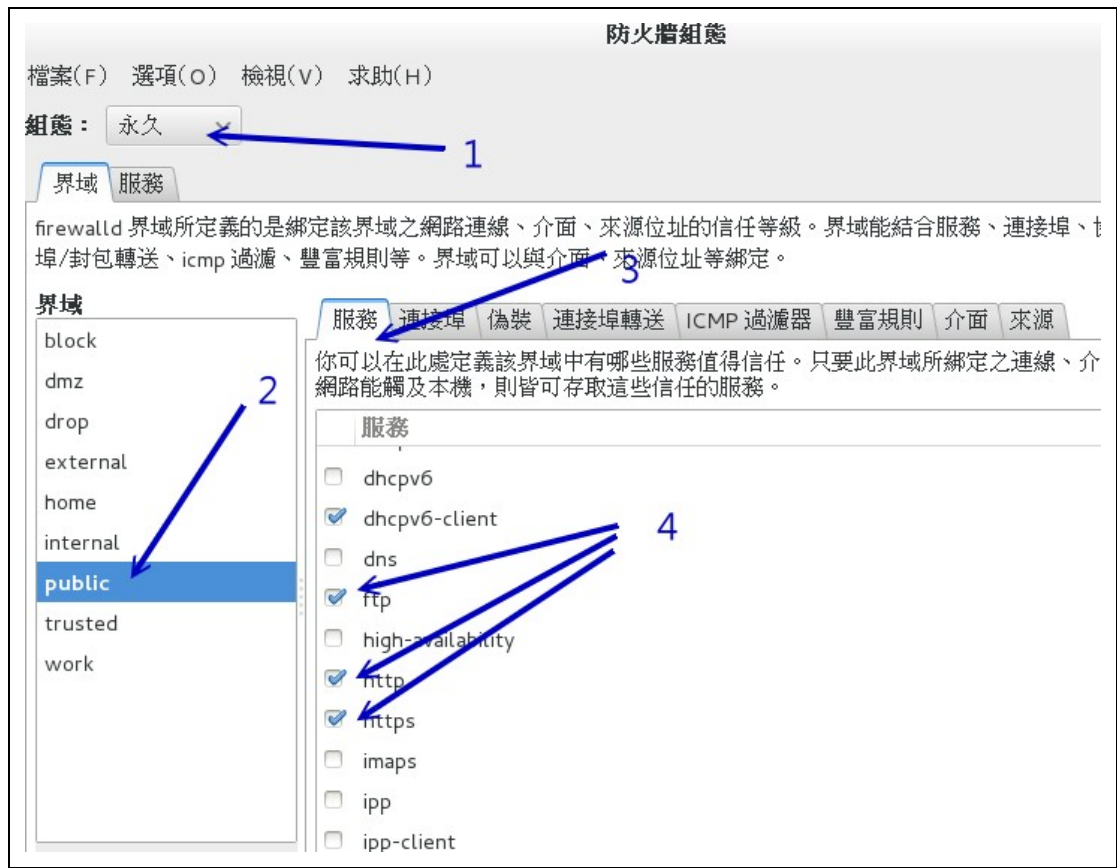 防火牆組態
檔案(F) 選項(O) 檢視(V) 求助(H)
組態： 永久
1
界域 服務
firewalld 界域所定義的是綁定該界域之網路連線、介面、來源位址的信任等級。界域能結合服務、連接埠、
埠/封包轉送、icmp 過濾、豐富規則等。界域可以與介面、來源位址等綁定。
3
界域
block
dmz
2
drop
external
home
internal
public
trusted
work
服務 連接埠 偽裝 連接埠轉送 ICMP 過濾器 豐富規則 介面 來源
你可以在此處定義該界域中有哪些服務值得信任。只要此界域所綁定之連線、介
網路能觸及本機，則皆可存取這些信任的服務。
服務
dhcpv6
dhcpv6-client
4
dns
ftp
high-availability
http
https
imaps
ipp
ipp-client